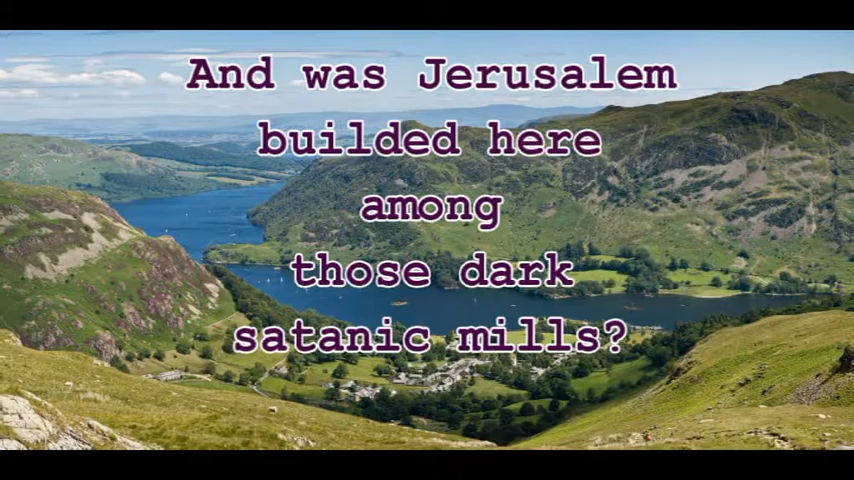 And was Jerusalem
builded here
among
those dark
satanic mills?